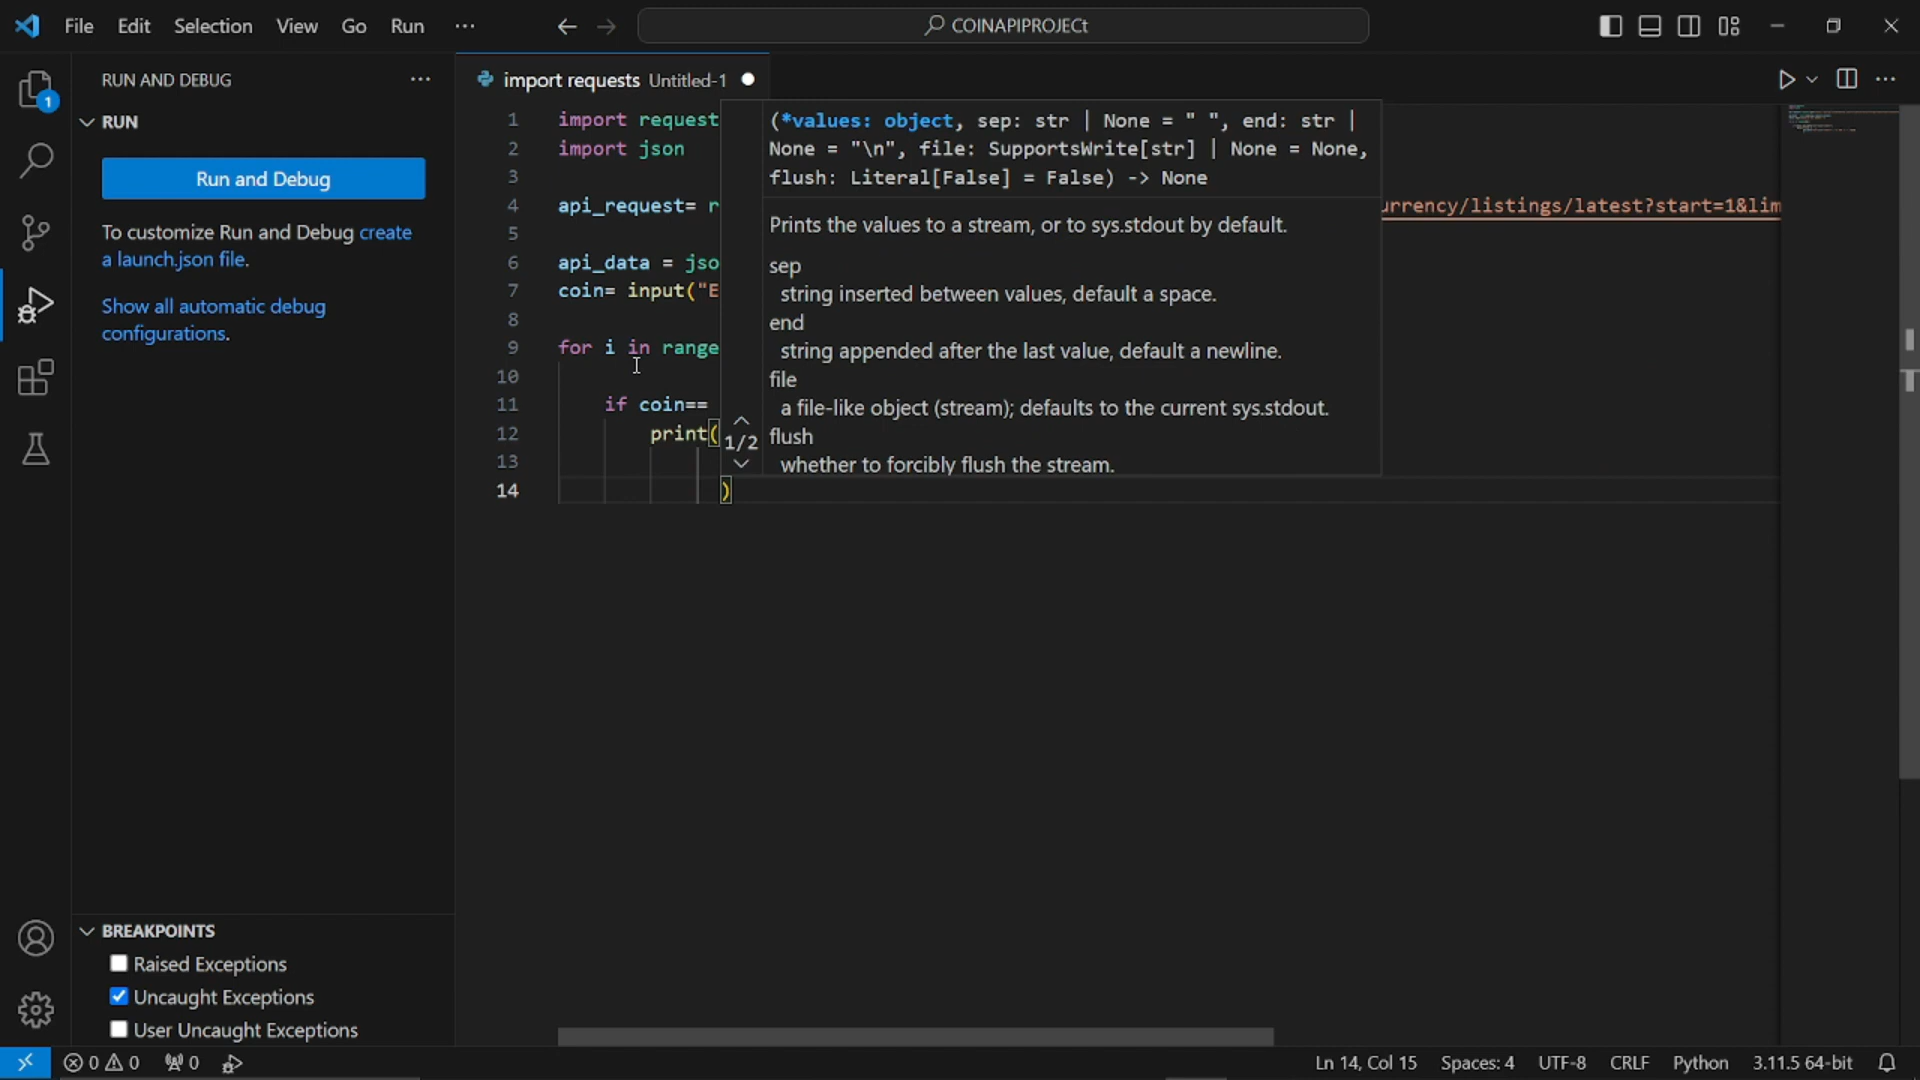 File Edit Selection View Go Run ··· COINAPIPROJECt
RUN AND DEBUG ···
RUN
Run and Debug
To customize Run and Debug create
a launch.json file.
Show all automatic debug
configurations.
BREAKPOINTS
Raised Exceptions
Uncaught Exceptions
User Uncaught Exceptions
1
import requests Untitled-1
1 import request
2 import json
3
4 api_request= r
urrency/listings/latest?start=1&lim
5
6 api_data = jso
7 coin= input("E
8
9 for i in range
10
11 if coin==
12 print(
13
14 )
(*values: object, sep: str | None = " ", end: str |
None = "\n", file: SupportsWrite[str] | None = None,
flush: Literal[False] = False) -> None
Prints the values to a stream, or to sys.stdout by default.
sep
string inserted between values, default a space.
end
string appended after the last value, default a newline.
file
a file-like object (stream); defaults to the current sys.stdout.
1/2
flush
whether to forcibly flush the stream.
0 0 0 Ln 14, Col 15 Spaces: 4 UTF-8 CRLF Python 3.11.5 64-bit